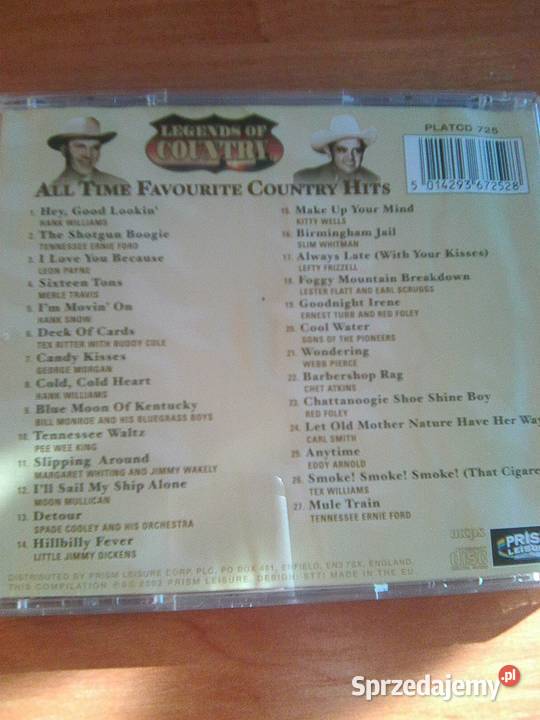 LEGENDS OF
COUNTRY
PLATCD 725
5 014293 672528
ALL TIME FAVOURITE COUNTRY HITS
1. Hey, Good Lookin'
HANK WILLIAMS
2. The Shotgun Boogie
TENNESSEE ERNIE FORD
3. I Love You Because
LEON PAYNE
4. Sixteen Tons
MERLE TRAVIS
5. I'm Movin' On
HANK SNOW
6. Deck Of Cards
TEX RITTER WITH BUDDY COLE
7. Candy Kisses
GEORGE MORGAN
8. Cold, Cold Heart
HANK WILLIAMS
9. Blue Moon Of Kentucky
BILL MONROE AND HIS BLUEGRASS BOYS
10. Tennessee Waltz
PEE WEE KING
11. Slipping Around
MARGARET WHITING AND JIMMY WAKELY
12. I'll Sail My Ship Alone
MOON MULLICAN
13. Detour
SPADE COOLEY AND HIS ORCHESTRA
14. Hillbilly Fever
LITTLE JIMMY DICKENS
15. Make Up Your Mind
KITTY WELLS
16. Birmingham Jail
SLIM WHITMAN
17. Always Late (With Your Kisses)
LEFTY FRIZZELL
18. Foggy Mountain Breakdown
LESTER FLATT AND EARL SCRUGGS
19. Goodnight Irene
ERNEST TUBB AND RED FOLEY
20. Cool Water
SONS OF THE PIONEERS
21. Wondering
WEBB PIERCE
22. Barbershop Rag
CHET ATKINS
23. Chattanoogie Shoe Shine Boy
RED FOLEY
24. Let Old Mother Nature Have Her Way
CARL SMITH
25. Anytime
EDDY ARNOLD
26. Smoke! Smoke! Smoke! (That Cigare
TEX WILLIAMS
27. Mule Train
TENNESSEE ERNIE FORD
mcps
PRISM
LEISURE
DISTRIBUTED BY PRISM LEISURE CORP. PLC, PO BOX 451, ENFIELD, EN3 7EX, ENGLAND.
THIS COMPILATION ℗ © 2002 PRISM LEISURE. DESIGN: STTI MADE IN THE EU.
Sprzedajemy.pl